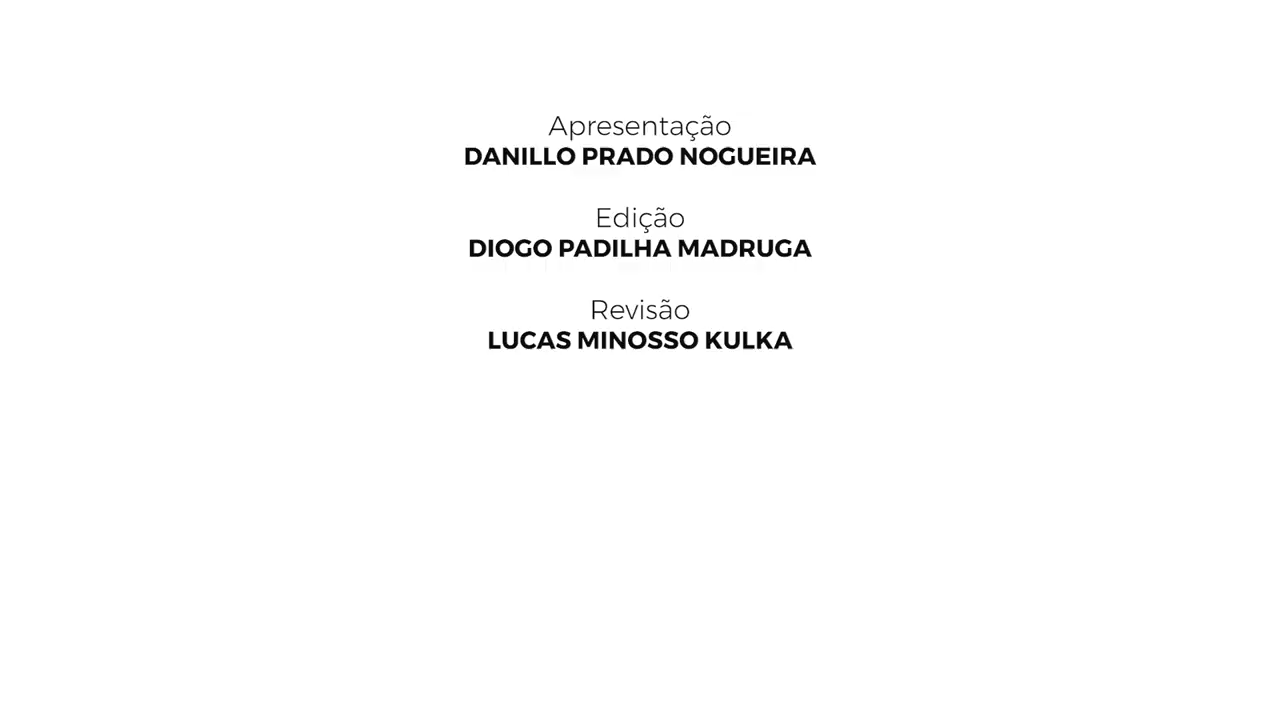 Apresentação
DANILLO PRADO NOGUEIRA
Edição
DIOGO PADILHA MADRUGA
Revisão
LUCAS MINOSSO KULKA